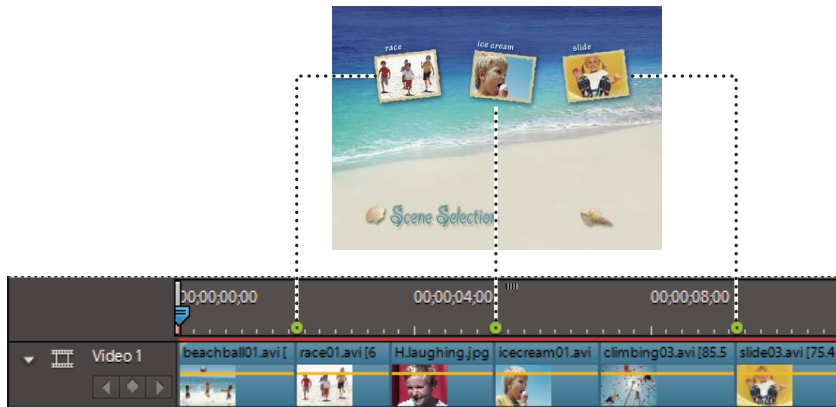 race
ice cream
slide
Scene Selection
00;00;00;00
00;00;04;00
00;00;08;00
Video 1
beachball01.avi [
race01.avi [6
H.laughing.jpg
icecream01.avi
climbing03.avi [85.5
slide03.avi [75.4